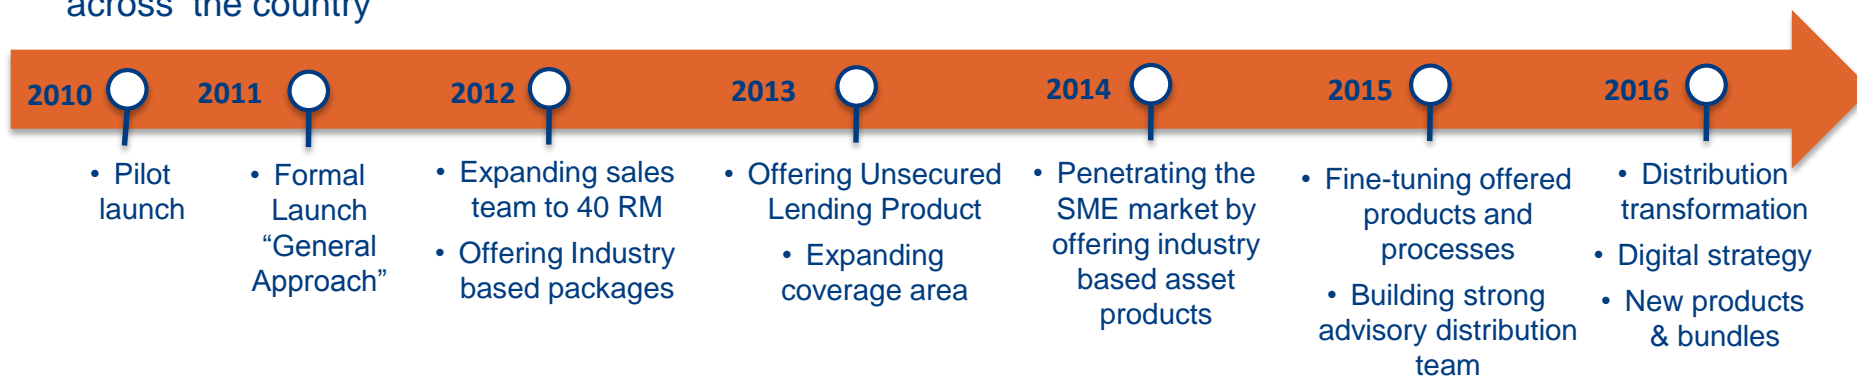 across the country
2010
2011
2012
2013
2014
2015
2016
• Pilot
launch
• Formal
Launch
“General
Approach”
• Expanding sales
team to 40 RM
• Offering Industry
based packages
• Offering Unsecured
Lending Product
• Expanding
coverage area
• Penetrating the
SME market by
offering industry
based asset
products
• Fine-tuning offered
products and
processes
• Building strong
advisory distribution
team
• Distribution
transformation
• Digital strategy
• New products
& bundles